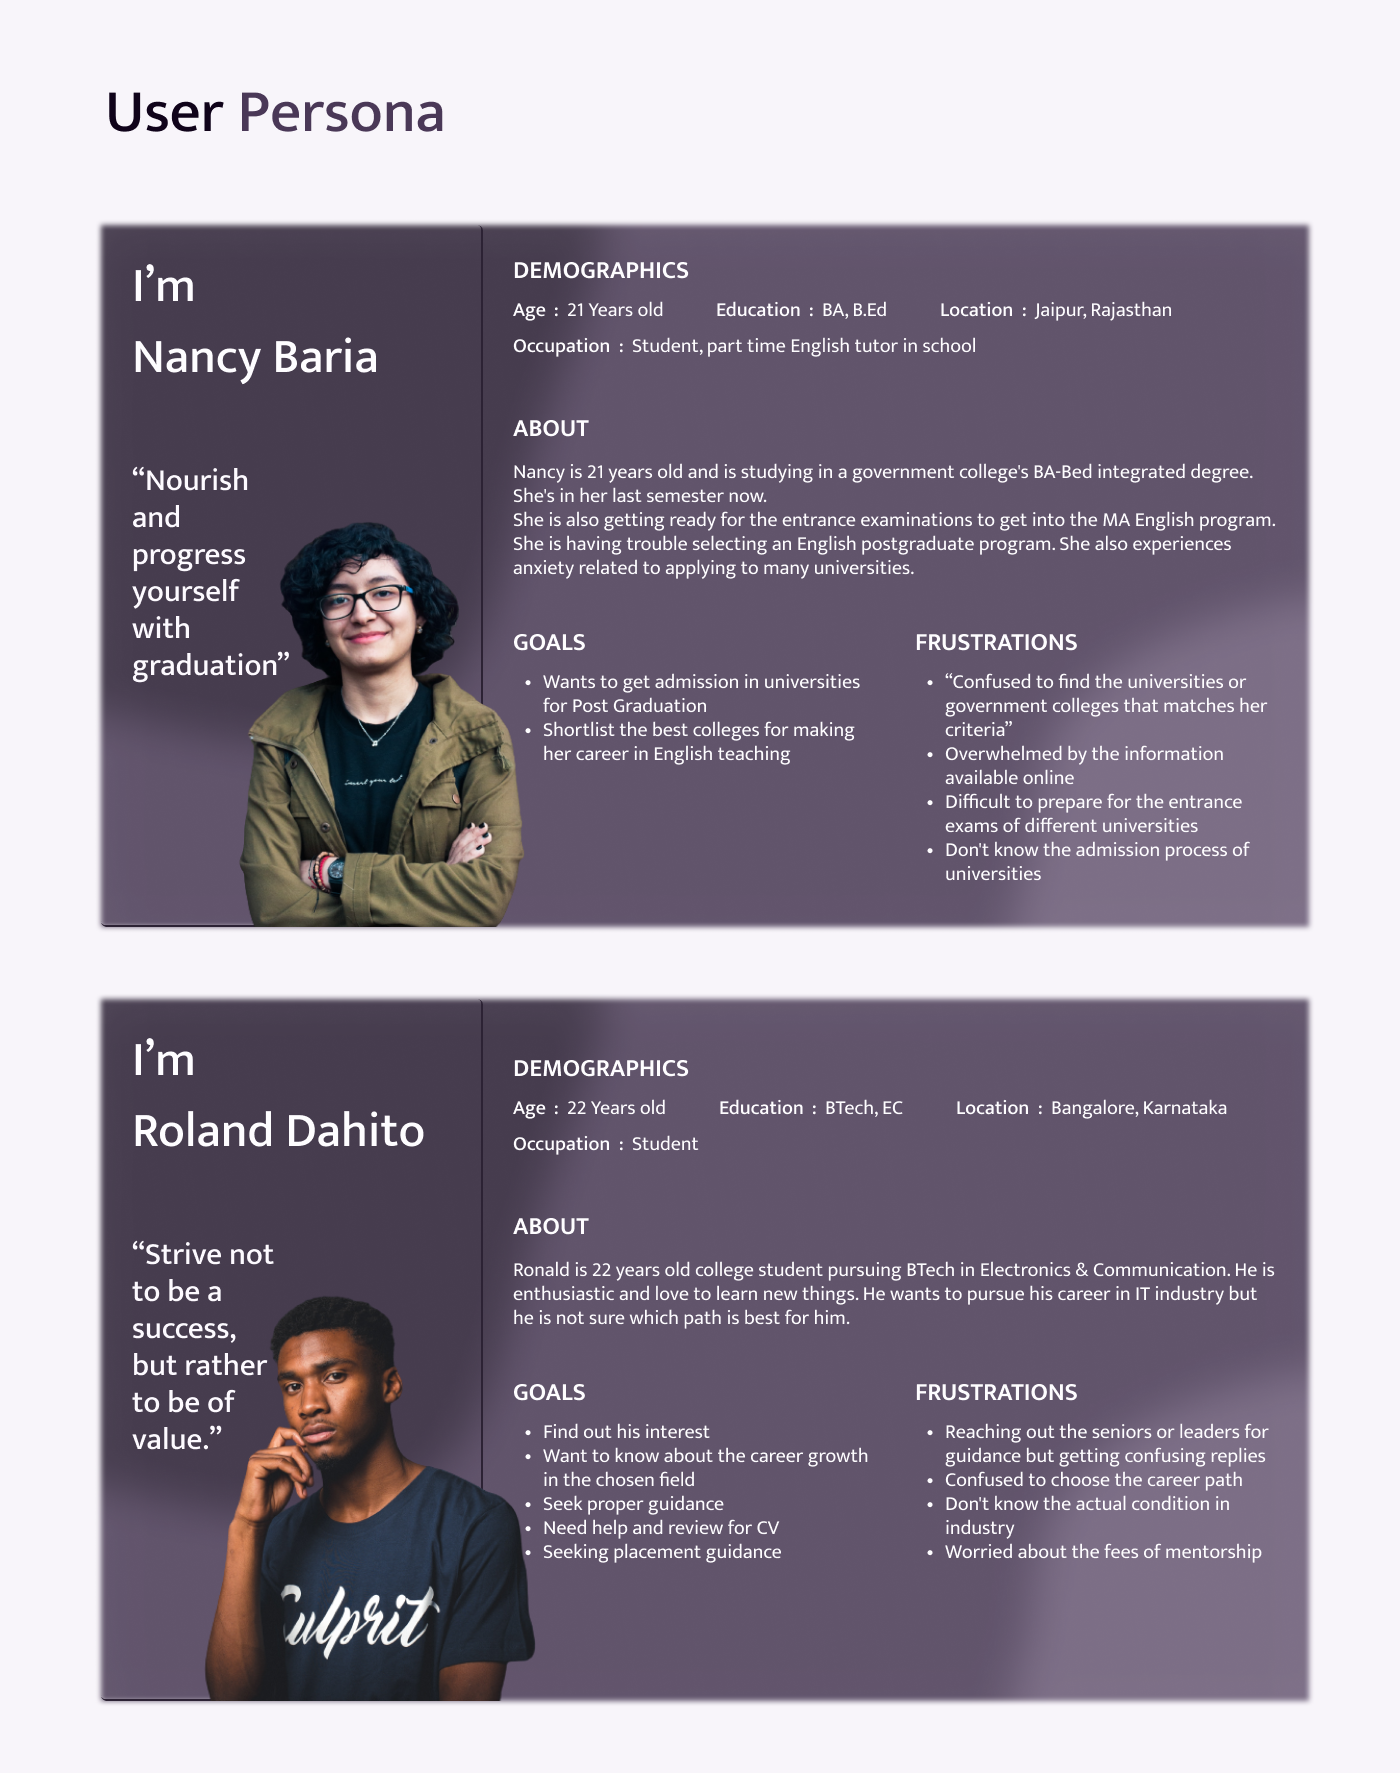 User Persona
I'm
Nancy Baria
“Nourish
and
progress
yourself
with
graduation”
DEMOGRAPHICS
Age : 21 Years old Education : BA, B.Ed Location : Jaipur, Rajasthan
Occupation : Student, part time English tutor in school
ABOUT
Nancy is 21 years old and is studying in a government college's BA-Bed integrated degree.
She's in her last semester now.
She is also getting ready for the entrance examinations to get into the MA English program.
She is having trouble selecting an English postgraduate program. She also experiences
anxiety related to applying to many universities.
GOALS
• Wants to get admission in universities
for Post Graduation
• Shortlist the best colleges for making
her career in English teaching
FRUSTRATIONS
• “Confused to find the universities or
government colleges that matches her
criteria”
• Overwhelmed by the information
available online
• Difficult to prepare for the entrance
exams of different universities
• Don't know the admission process of
universities
I'm
Roland Dahito
“Strive not
to be a
success,
but rather
to be of
value.”
Culprit
DEMOGRAPHICS
Age : 22 Years old Education : BTech, EC Location : Bangalore, Karnataka
Occupation : Student
ABOUT
Ronald is 22 years old college student pursuing BTech in Electronics & Communication. He is
enthusiastic and love to learn new things. He wants to pursue his career in IT industry but
he is not sure which path is best for him.
GOALS
• Find out his interest
• Want to know about the career growth
in the chosen field
• Seek proper guidance
• Need help and review for CV
• Seeking placement guidance
FRUSTRATIONS
• Reaching out the seniors or leaders for
guidance but getting confusing replies
• Confused to choose the career path
• Don't know the actual condition in
industry
• Worried about the fees of mentorship